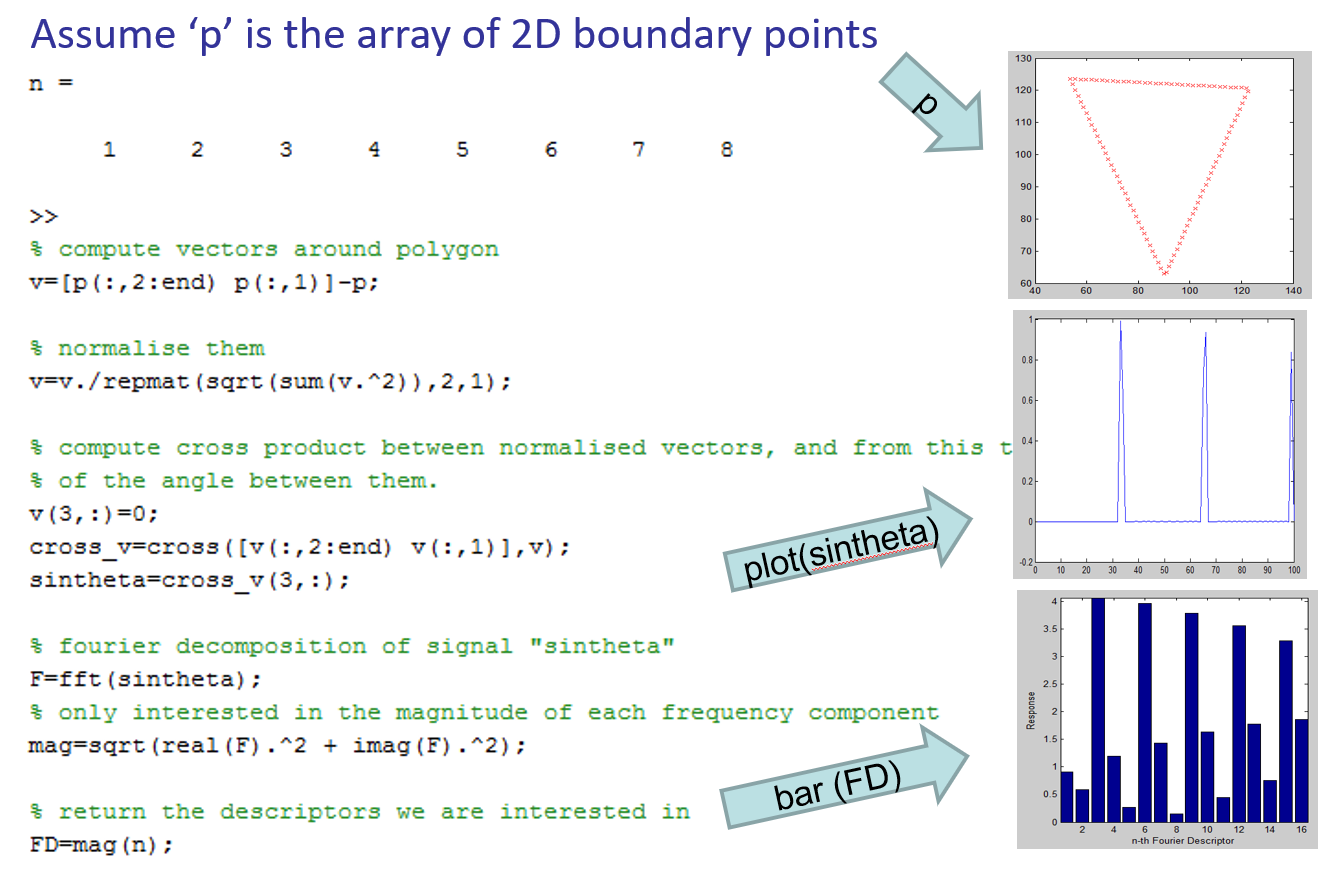 Assume ‘p’ is the array of 2D boundary points
n =
1 2 3 4 5 6 7 8
>>
% compute vectors around polygon
v=[p(:,2:end) p(:,1)]-p;
% normalise them
v=v./repmat(sqrt(sum(v.^2)),2,1);
% compute cross product between normalised vectors, and from this t
% of the angle between them.
v(3,:)=0;
cross_v=cross([v(:,2:end) v(:,1)],v);
sintheta=cross_v(3,:);
% fourier decomposition of signal "sintheta"
F=fft(sintheta);
% only interested in the magnitude of each frequency component
mag=sqrt(real(F).^2 + imag(F).^2);
% return the descriptors we are interested in
FD=mag(n);
p
plot(sintheta)
bar (FD)
130
120
110
100
90
80
70
60
40 60 80 100 120 140
1
0.8
0.6
0.4
0.2
0
-0.2
0 10 20 30 40 50 60 70 80 90 100
4
3.5
3
2.5
2
1.5
1
0.5
0
Response
2 4 6 8 10 12 14 16
n-th Fourier Descriptor